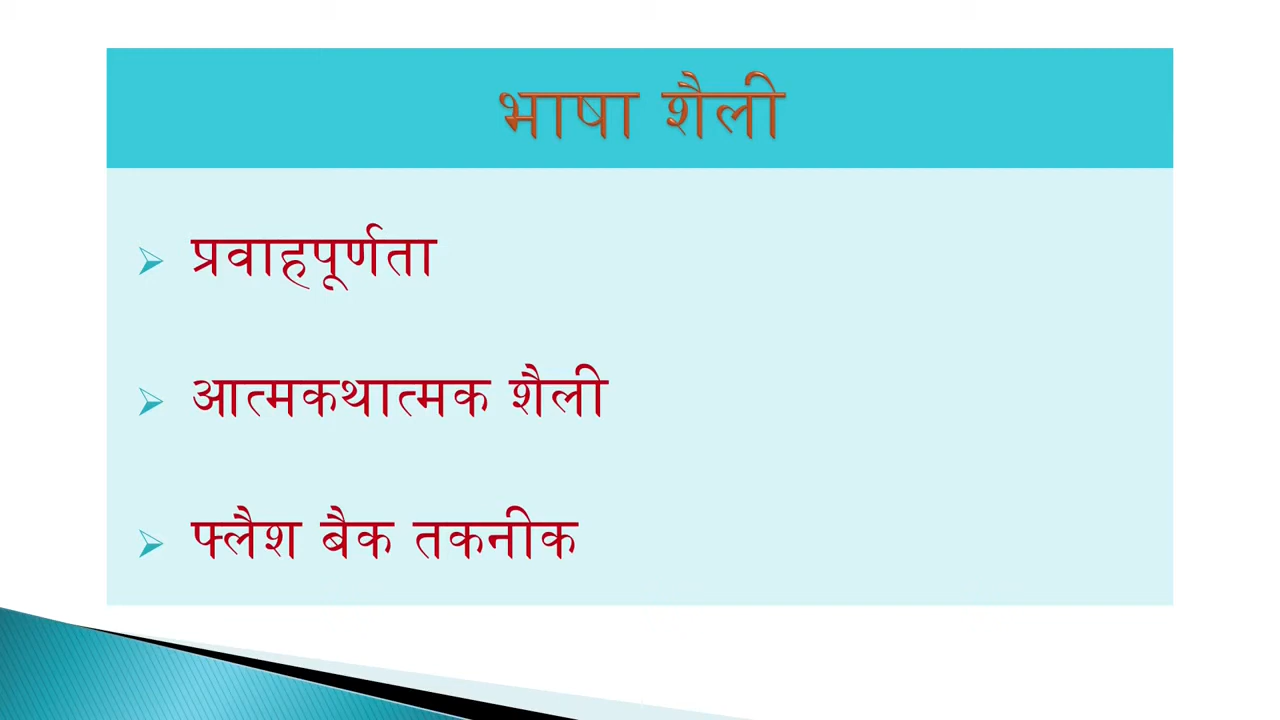 भाषा शैली
प्रवाहपूर्णता
आत्मकथात्मक शैली
फ्लैश बैक तकनीक